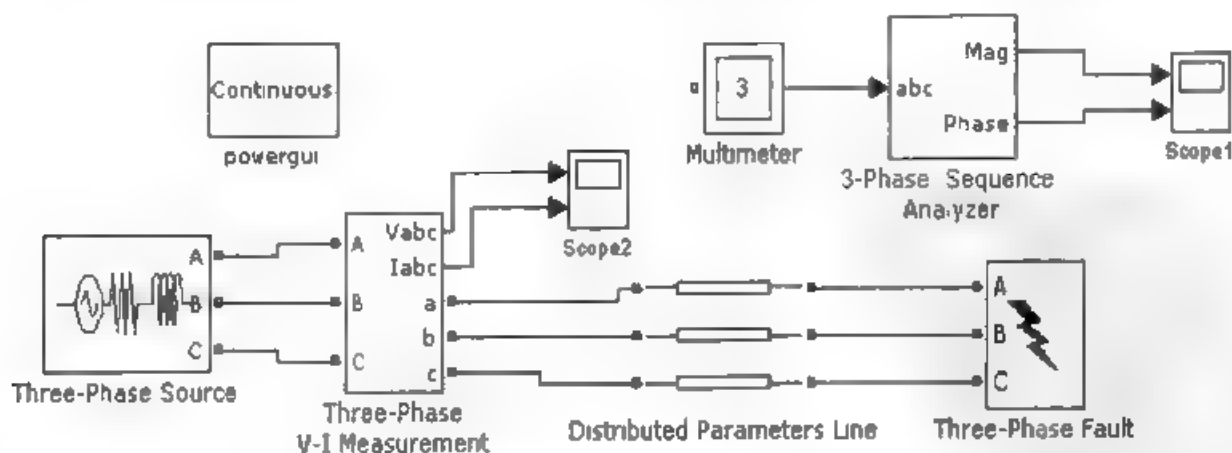 Continuous
powergui
3
Multimeter
abc
Mag
Phase
3-Phase Sequence
Analyzer
Scope1
Scope2
A
B
C
Three-Phase Source
A
B
C
Vabc
Iabc
a
b
c
Three-Phase
V-I Measurement
Distributed Parameters Line
A
B
C
Three-Phase Fault